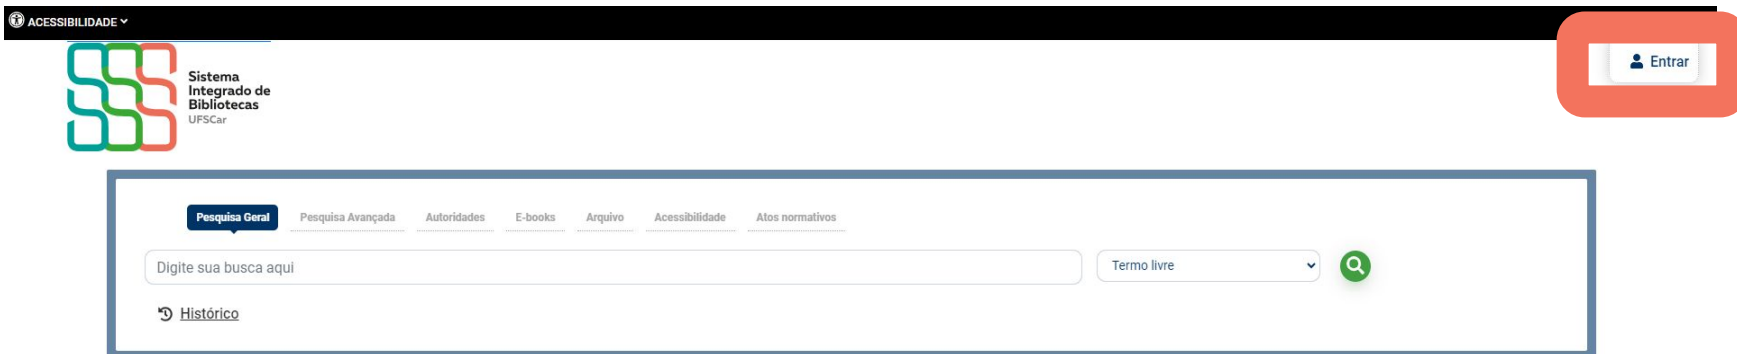 ACESSIBILIDADE
Entrar
Sistema
Integrado de
Bibliotecas
UFSCar
Pesquisa Geral Pesquisa Avançada Autoridades E-books Arquivo Acessibilidade Atos normativos
Digite sua busca aqui Termo livre
Histórico